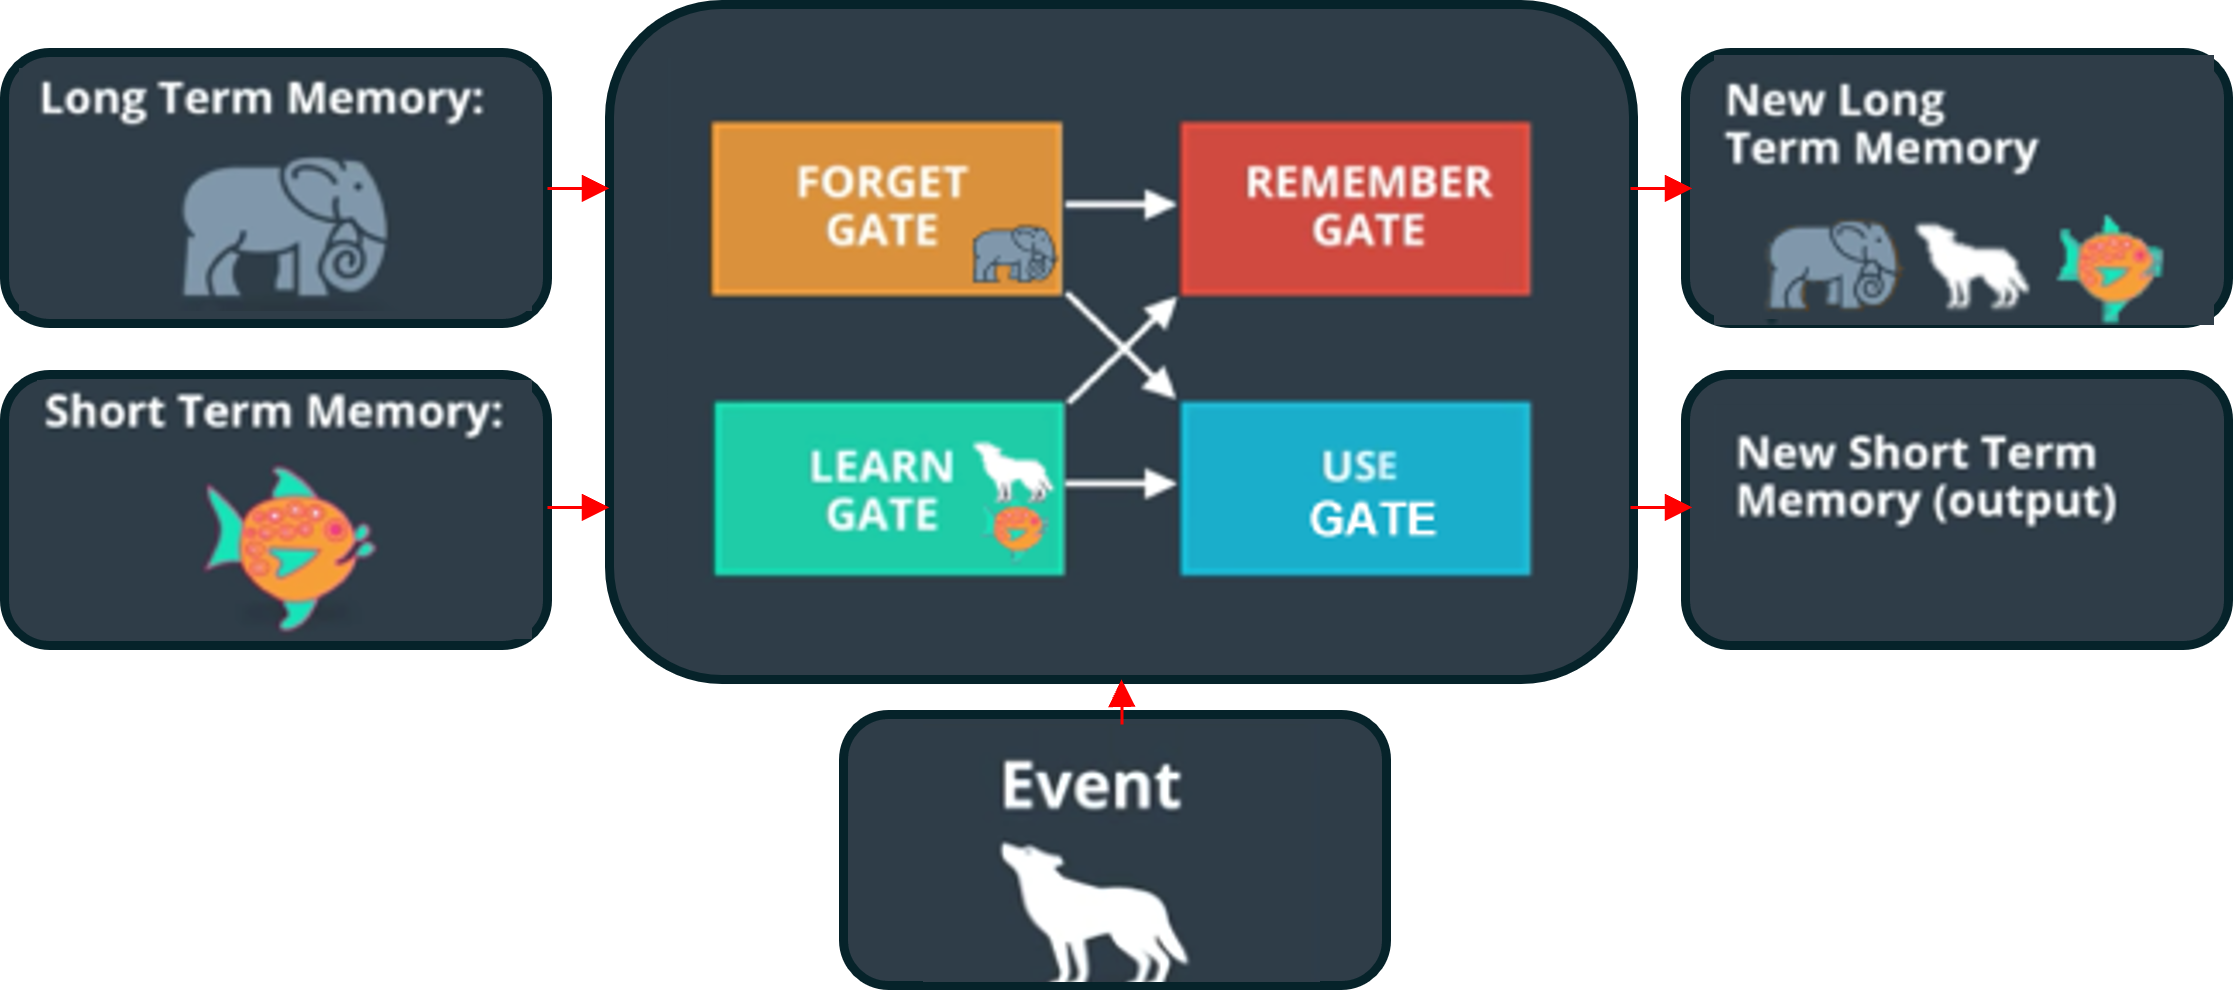 Long Term Memory:
Short Term Memory:
FORGET
GATE
REMEMBER
GATE
LEARN
GATE
USE
GATE
New Long
Term Memory
New Short Term
Memory (output)
Event